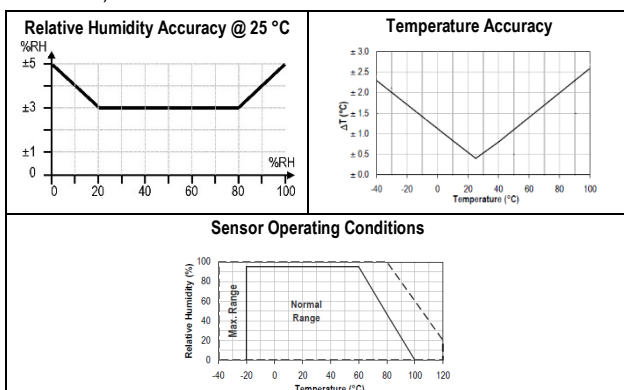 Relative Humidity Accuracy @ 25 °C
%RH
±5
±3
±1
0
0 20 40 60 80 100
%RH
Temperature Accuracy
± 3.0
± 2.5
± 2.0
± 1.5
± 1.0
± 0.5
± 0.0
ΔT (°C)
-40 -20 0 20 40 60 80 100
Temperature (°C)
Sensor Operating Conditions
100
80
60
40
20
0
Relative Humidity (%)
Max. Range
Normal
Range
-40 -20 0 20 40 60 80 100 120
Temperature (°C)